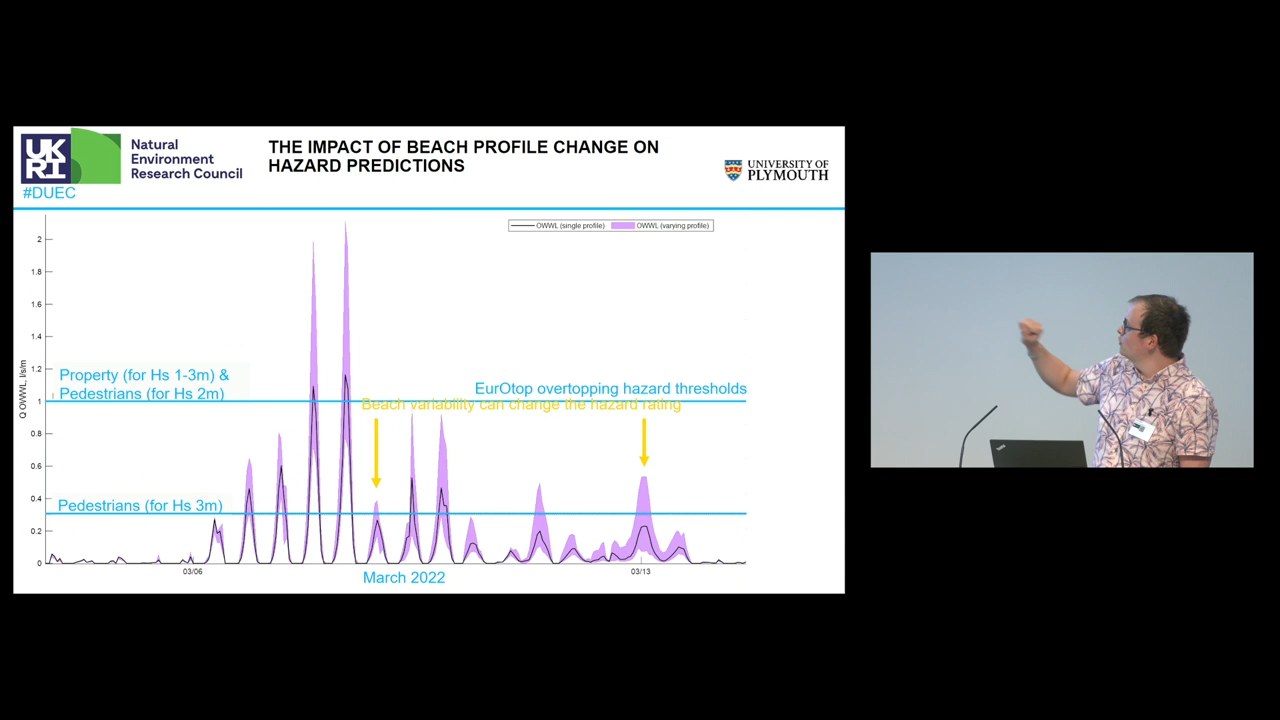 UK
RI
Natural
Environment
Research Council
#DUEC
THE IMPACT OF BEACH PROFILE CHANGE ON
HAZARD PREDICTIONS
UNIVERSITY OF
PLYMOUTH
OWWL (single profile)
OWWL (varying profile)
2
1.8
1.6
1.4
1.2
1
0.8
0.6
0.4
0.2
0
Q OWWL, l/s/m
Property (for Hs 1-3m) &
Pedestrians (for Hs 2m)
EurOtop overtopping hazard thresholds
Beach variability can change the hazard rating
Pedestrians (for Hs 3m)
03/06
03/13
March 2022